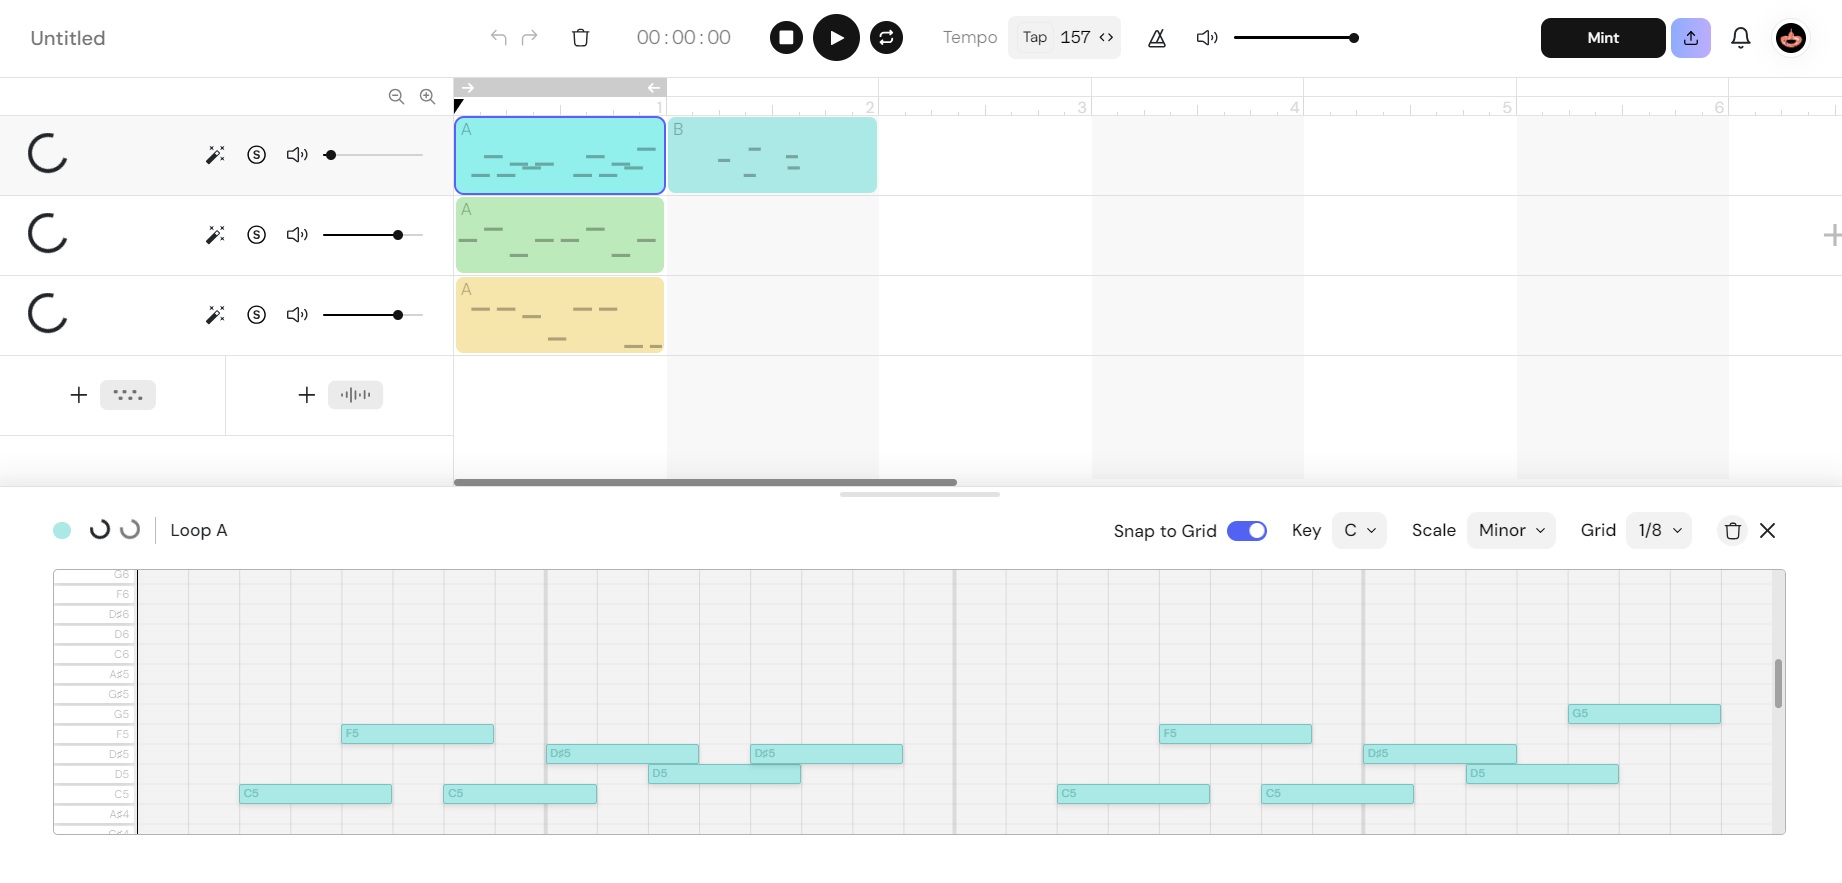 Untitled
00:00:00
Tempo
Tap 157
Mint
1 2 3 4 5 6
S
A B
S
A
S
A
Loop A
Snap to Grid
Key C
Scale Minor
Grid 1/8
G6
F6
D♯6
D6
C6
A♯5
G♯5
G5 G5
F5 F5 F5
D♯5 D♯5 D♯5 D♯5
D5 D5 D5
C5 C5 C5 C5 C5
A♯4